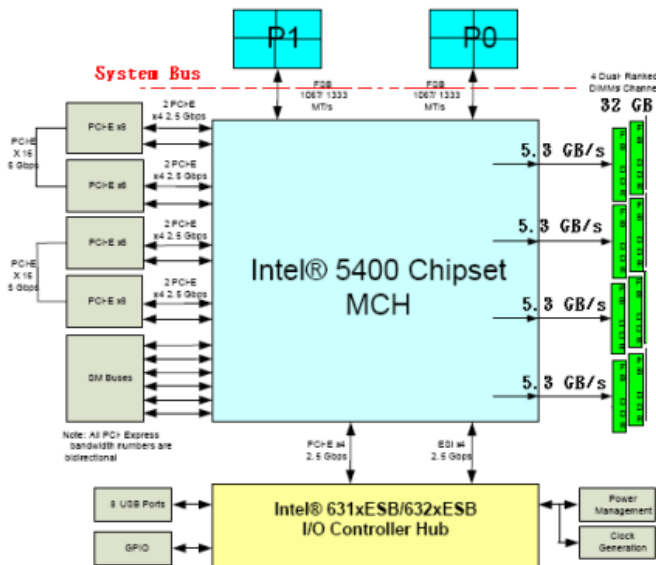 P1
P0
System Bus
FSB
1067/1333
MT/s
FSB
1067/1333
MT/s
4 Dual-Ranked
DIMMs Channel
32 GB
PCI-E x8
2 PCI-E
x4 2.5 Gbps
PCI-E
X 16
5 Gbps
PCI-E x8
2 PCI-E
x4 2.5 Gbps
PCI-E x8
2 PCI-E
x4 2.5 Gbps
PCI-E
X 16
5 Gbps
PCI-E x8
2 PCI-E
x4 2.5 Gbps
5.3 GB/s
5.3 GB/s
5.3 GB/s
5.3 GB/s
Intel® 5400 Chipset
MCH
SM Buses
Note: All PCI Express
bandwidth numbers are
bidirectional
PCI-E x4
2.5 Gbps
ESI x4
2.5 Gbps
8 USB Ports
GPIO
Intel® 631xESB/632xESB
I/O Controller Hub
Power
Management
Clock
Generation